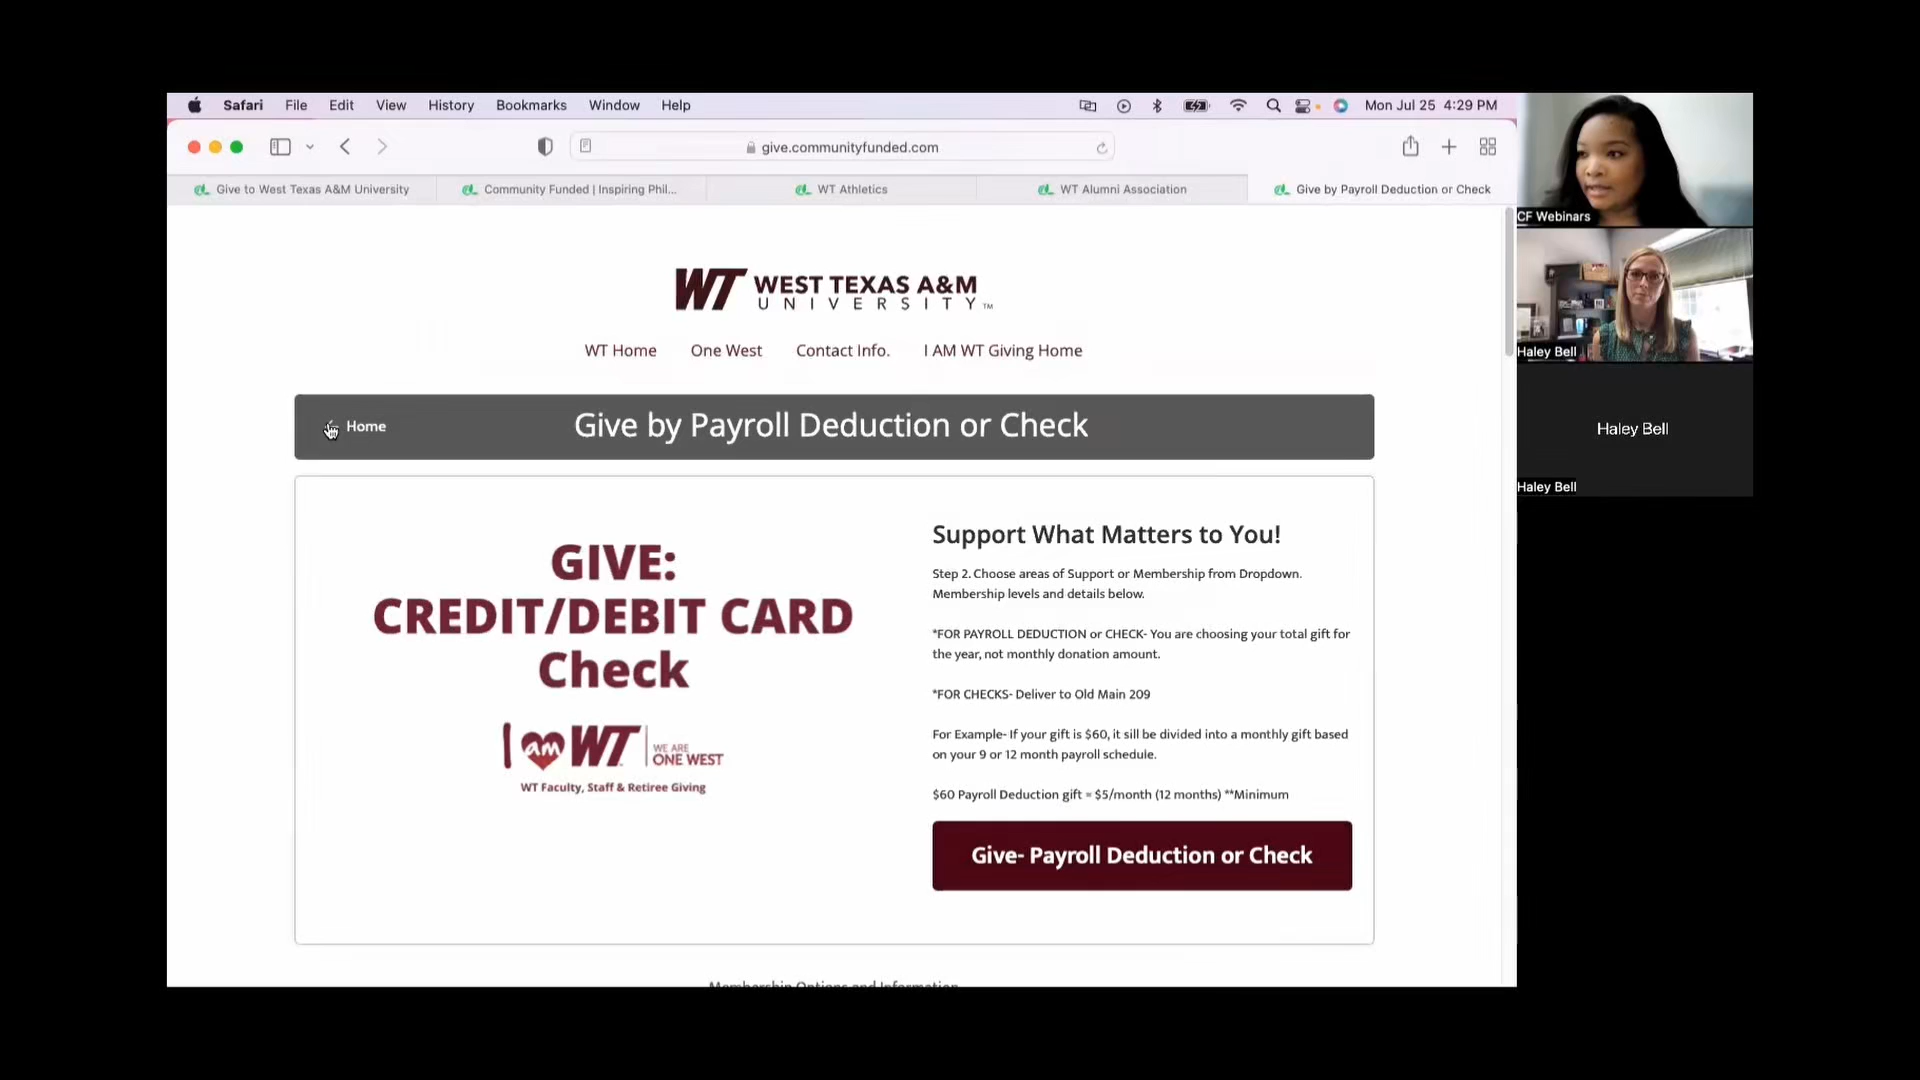 Safari File Edit View History Bookmarks Window Help Mon Jul 25 4:29 PM
give.communityfunded.com
Give to West Texas A&M University
Community Funded | Inspiring Phil...
WT Athletics
WT Alumni Association
Give by Payroll Deduction or Check
WT WEST TEXAS A&M
UNIVERSITY™
WT Home One West Contact Info. I AM WT Giving Home
Home
Give by Payroll Deduction or Check
GIVE:
CREDIT/DEBIT CARD
Check
I am WT WE ARE
ONE WEST
WT Faculty, Staff & Retiree Giving
Support What Matters to You!
Step 2. Choose areas of Support or Membership from Dropdown.
Membership levels and details below.
*FOR PAYROLL DEDUCTION or CHECK- You are choosing your total gift for
the year, not monthly donation amount.
*FOR CHECKS- Deliver to Old Main 209
For Example- If your gift is $60, it sill be divided into a monthly gift based
on your 9 or 12 month payroll schedule.
$60 Payroll Deduction gift = $5/month (12 months) **Minimum
Give- Payroll Deduction or Check
Membership Options and Information
CF Webinars
Haley Bell
Haley Bell
Haley Bell